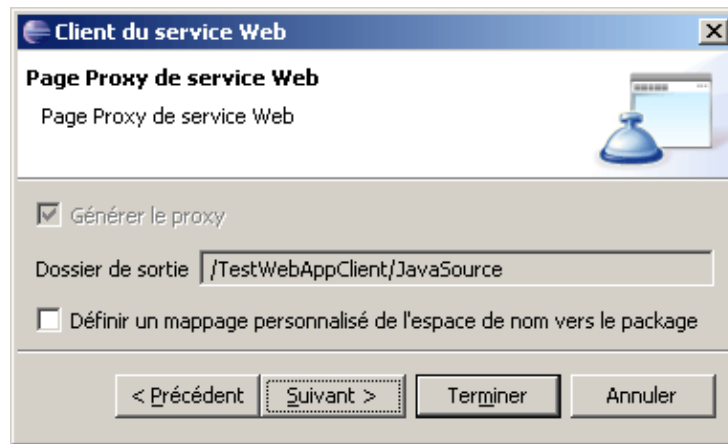 Client du service Web
Page Proxy de service Web
Page Proxy de service Web
Générer le proxy
Dossier de sortie /TestWebAppClient/JavaSource
Définir un mappage personnalisé de l'espace de nom vers le package
< Précédent Suivant > Terminer Annuler